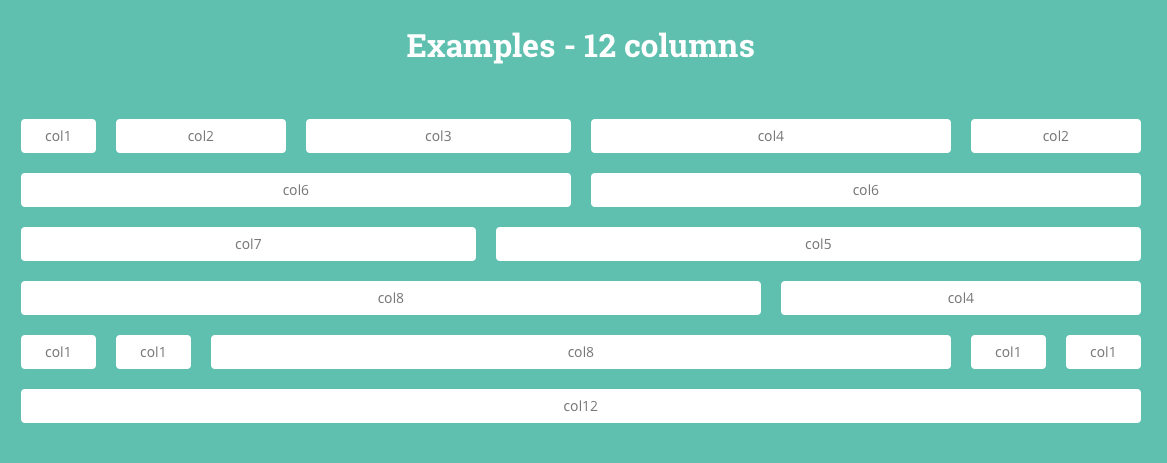 Examples - 12 columns
col1 col2 col3 col4 col2
col6 col6
col7 col5
col8 col4
col1 col1 col8 col1 col1
col12